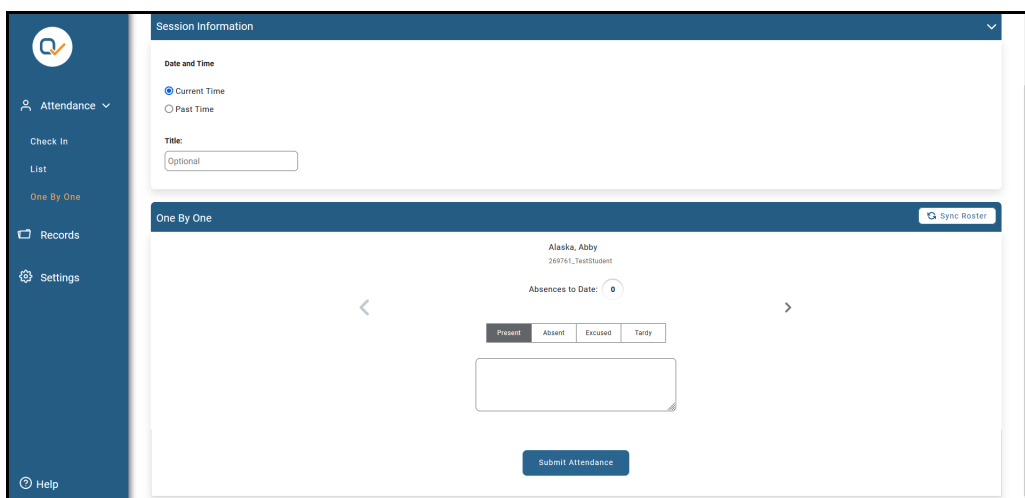 Attendance
Check In
List
One By One
Records
Settings
Help
Session Information
Date and Time
Current Time
Past Time
Title:
Optional
One By One
Sync Roster
Alaska, Abby
269761_TestStudent
Absences to Date: 0
Present Absent Excused Tardy
Submit Attendance